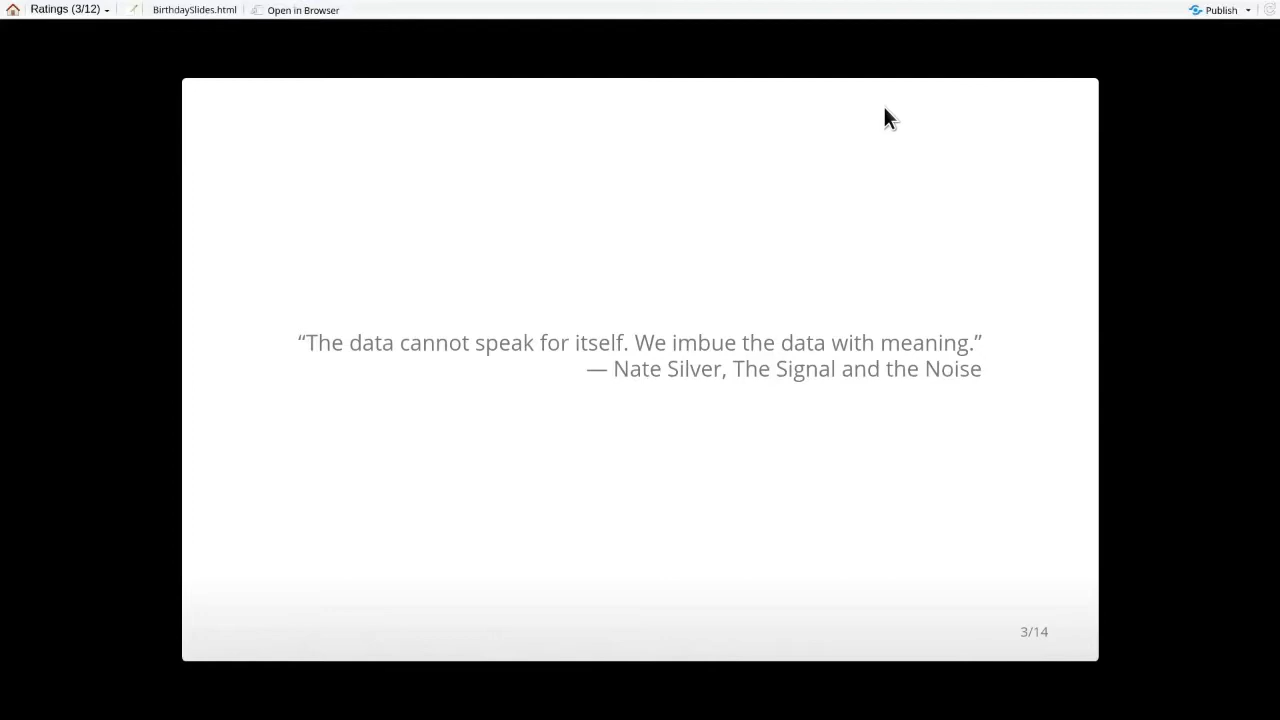 Ratings (3/12) BirthdaySlides.html Open in Browser Publish
“The data cannot speak for itself. We imbue the data with meaning.”
— Nate Silver, The Signal and the Noise
3/14